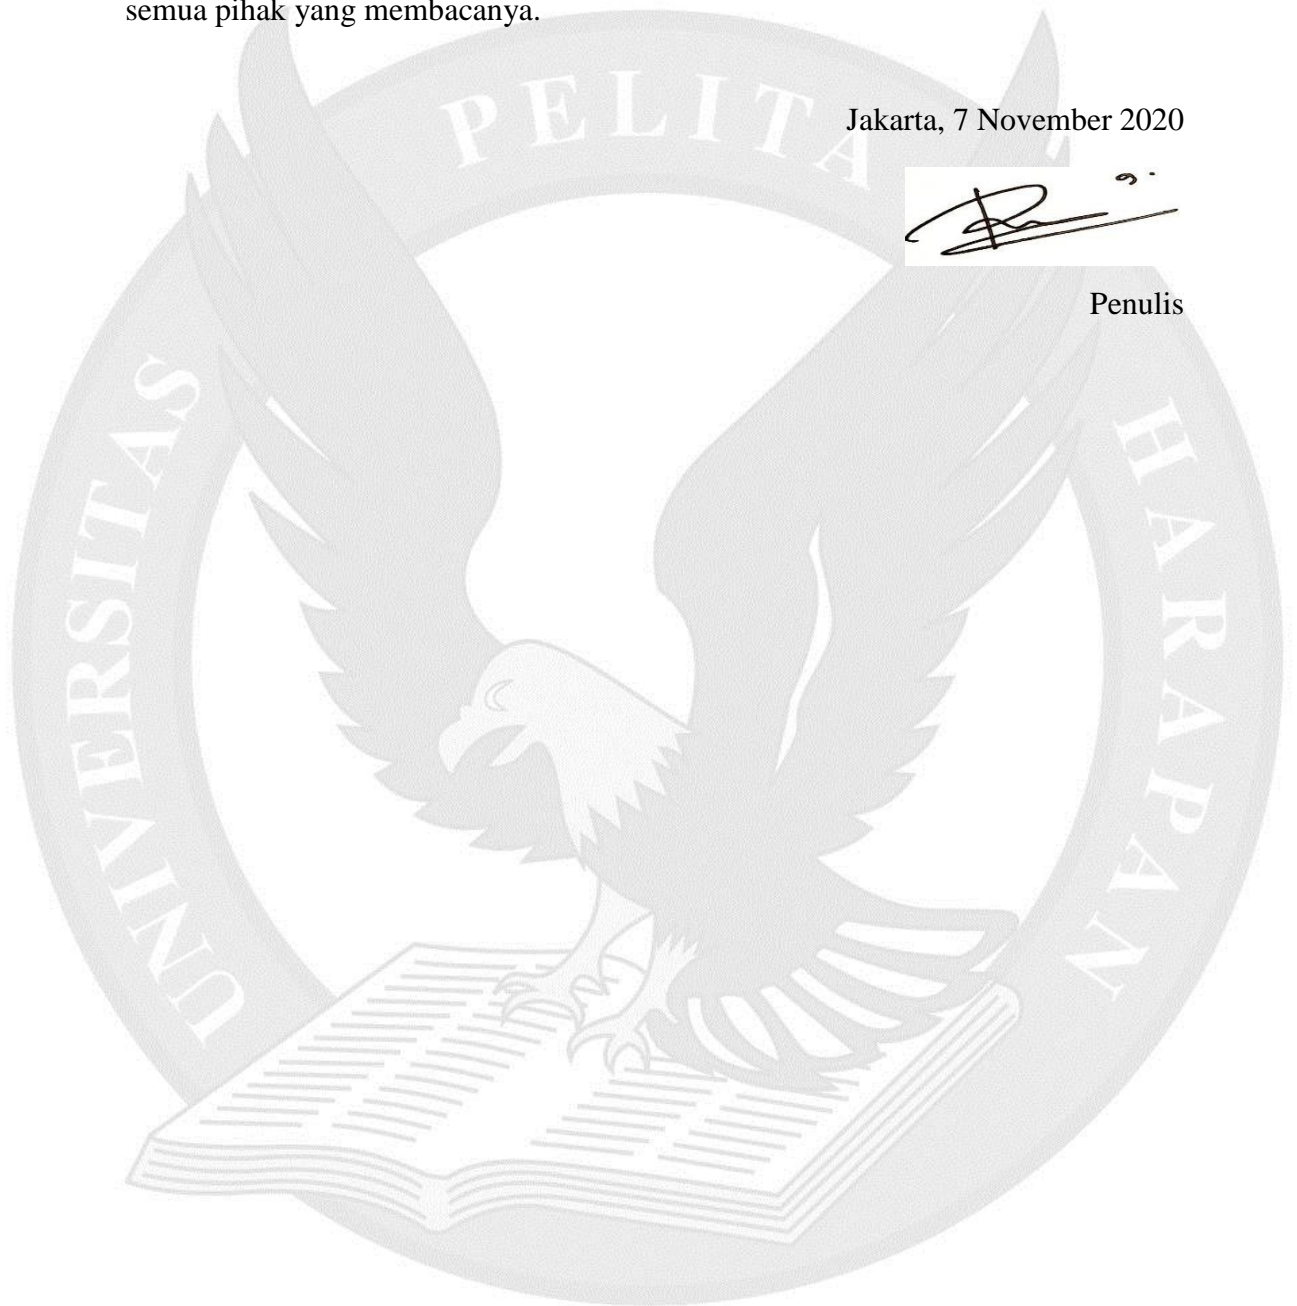 semua pihak yang membacanya.
Jakarta, 7 November 2020
Penulis
UNIVERSITAS PELITA HARAPAN